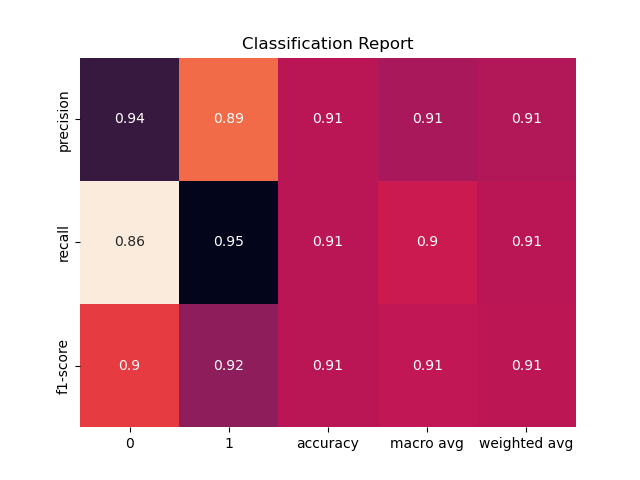 Classification Report
precision 0.94 0.89 0.91 0.91 0.91
recall 0.86 0.95 0.91 0.9 0.91
f1-score 0.9 0.92 0.91 0.91 0.91
0 1 accuracy macro avg weighted avg